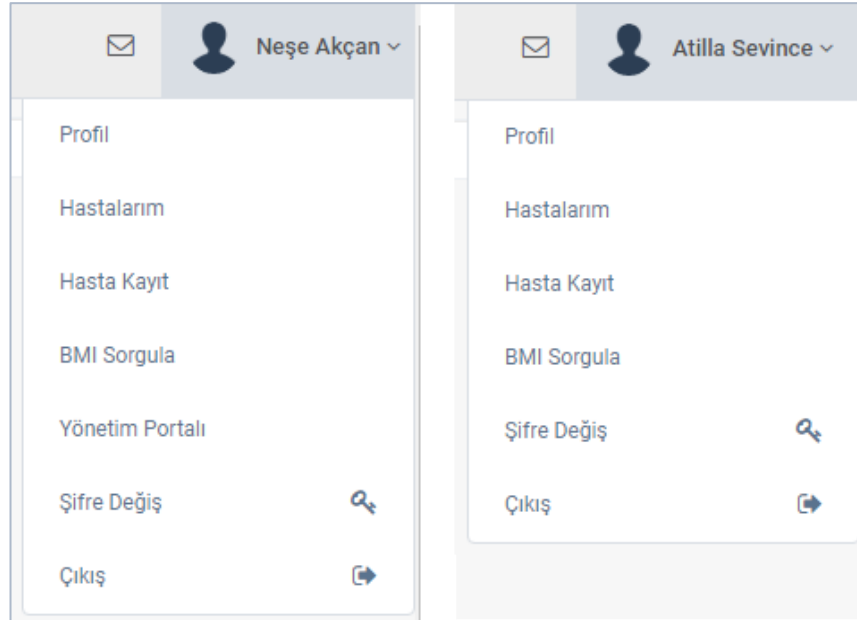 Neşe Akçan
Profil
Hastalarım
Hasta Kayıt
BMI Sorgula
Yönetim Portalı
Şifre Değiş
Çıkış
Atilla Sevince
Profil
Hastalarım
Hasta Kayıt
BMI Sorgula
Şifre Değiş
Çıkış